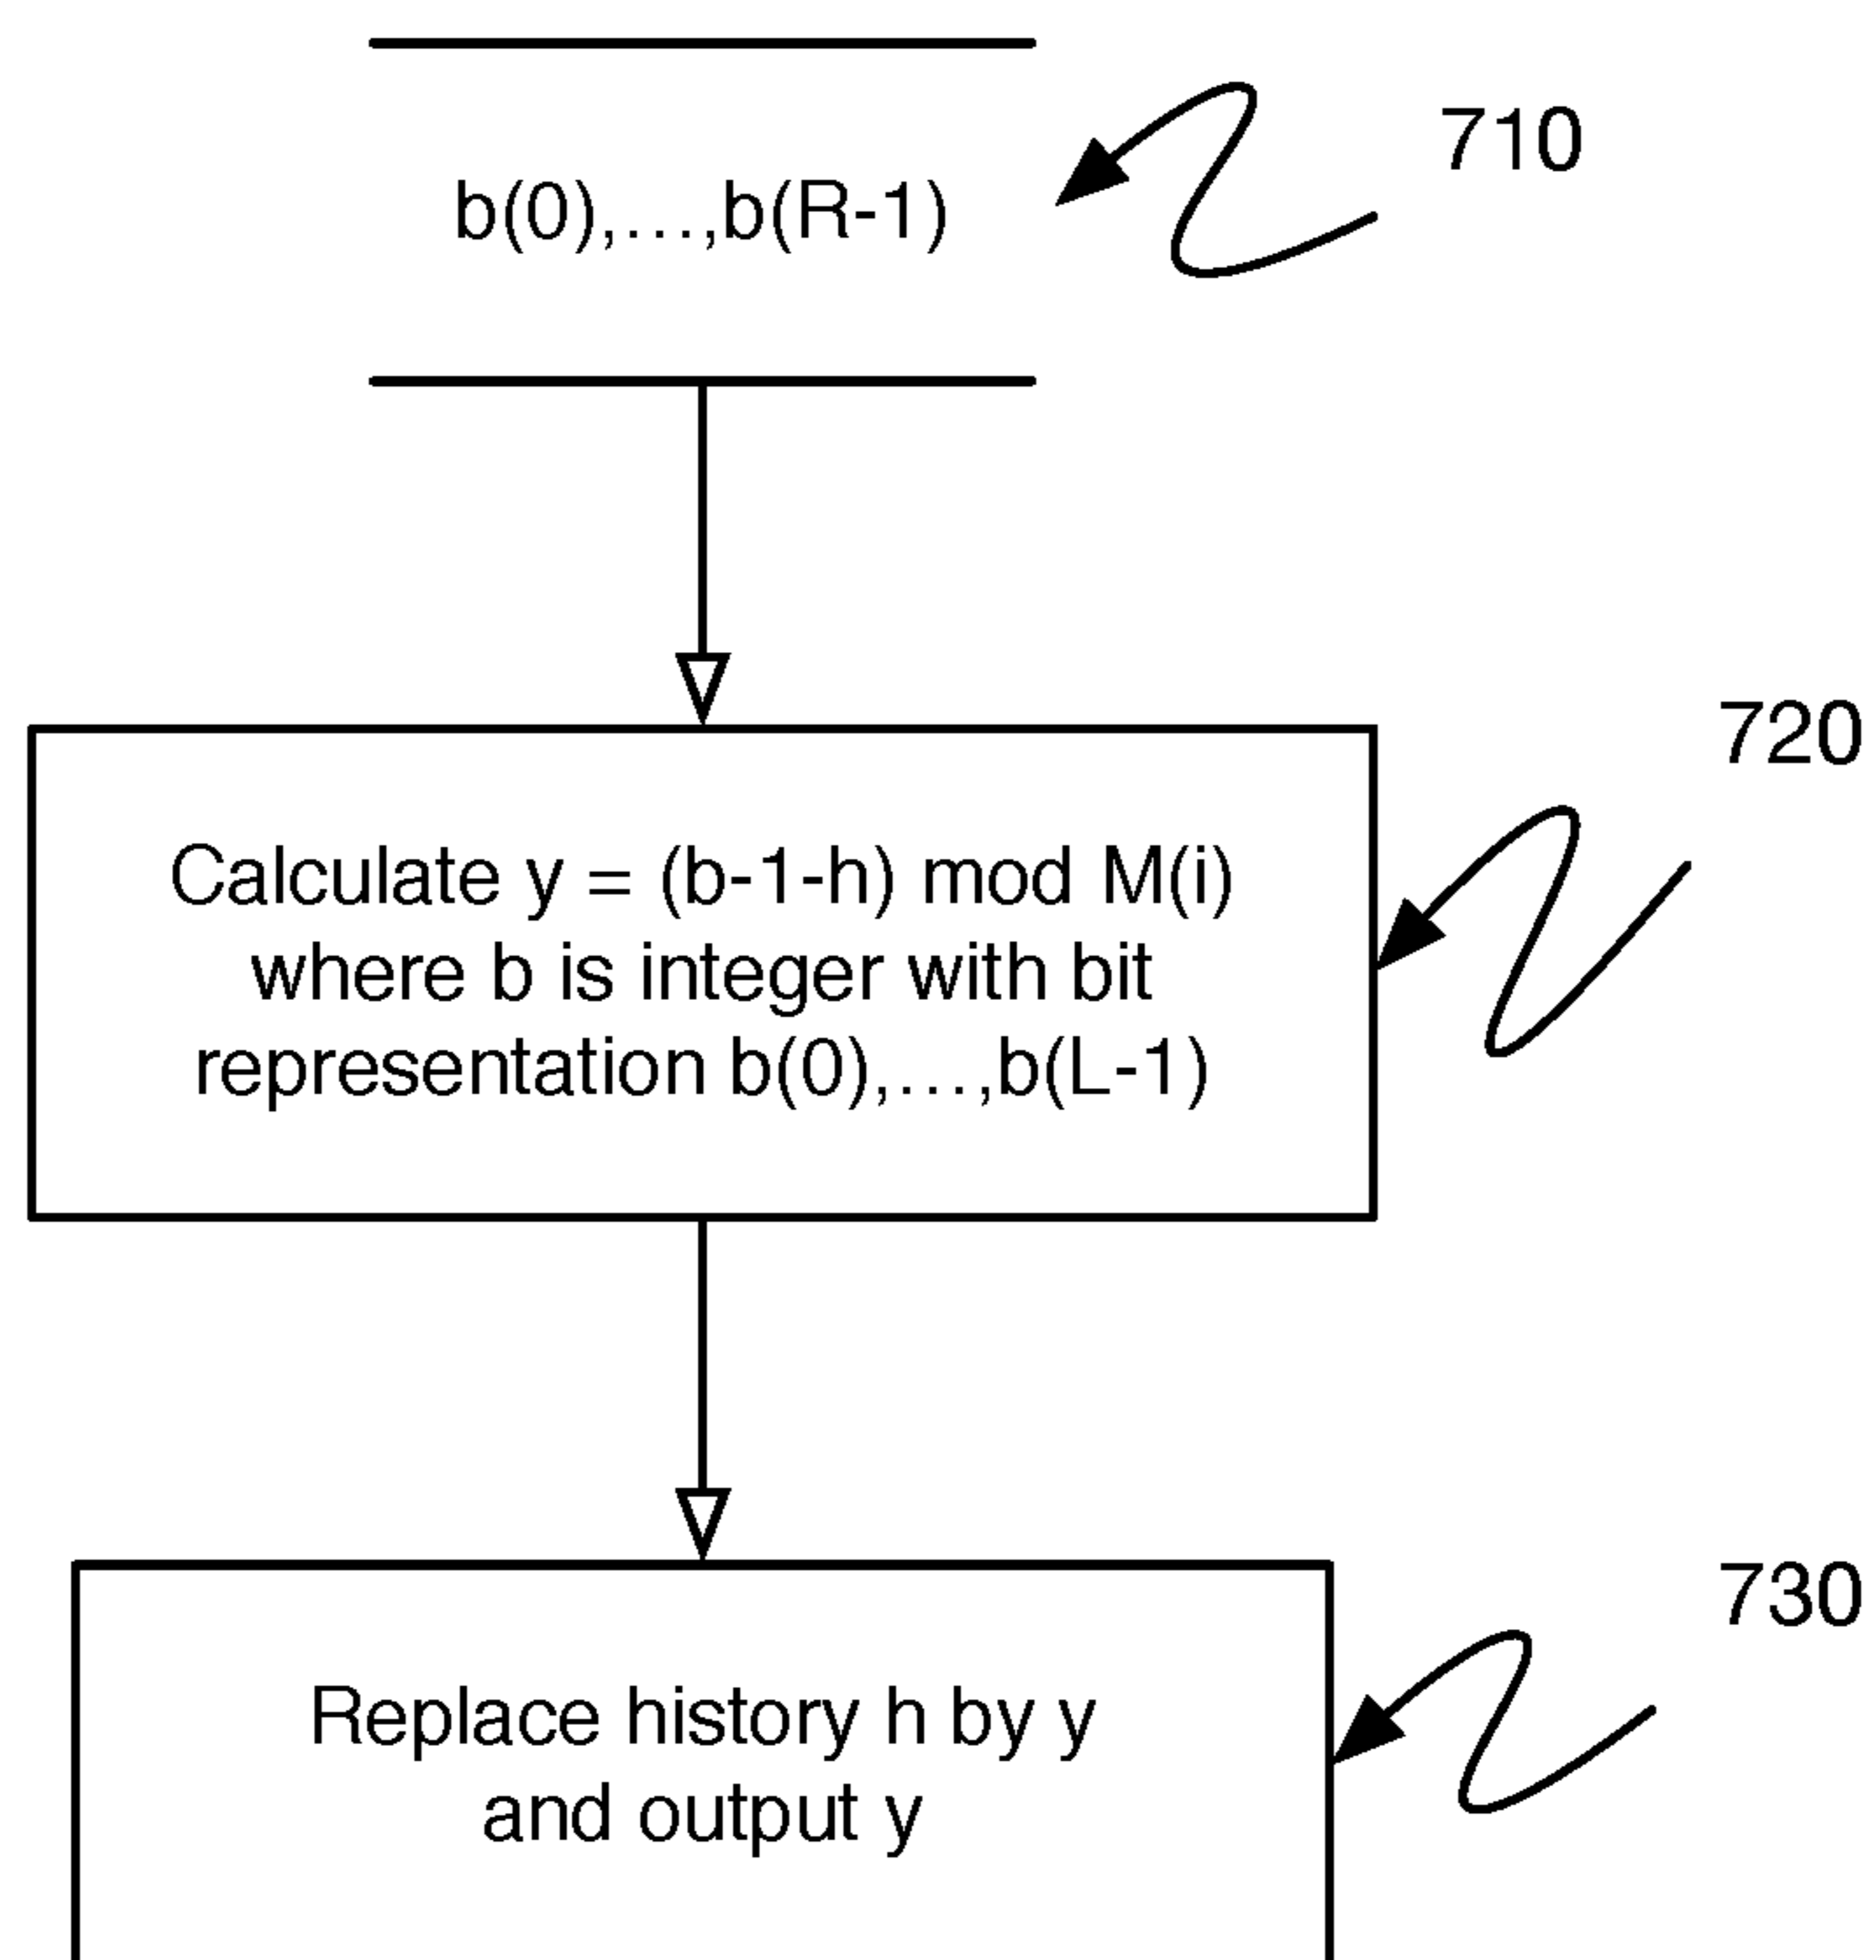 710
b(0),...,b(R-1)
720
Calculate y = (b-1-h) mod M(i)
where b is integer with bit
representation b(0),...,b(L-1)
730
Replace history h by y
and output y